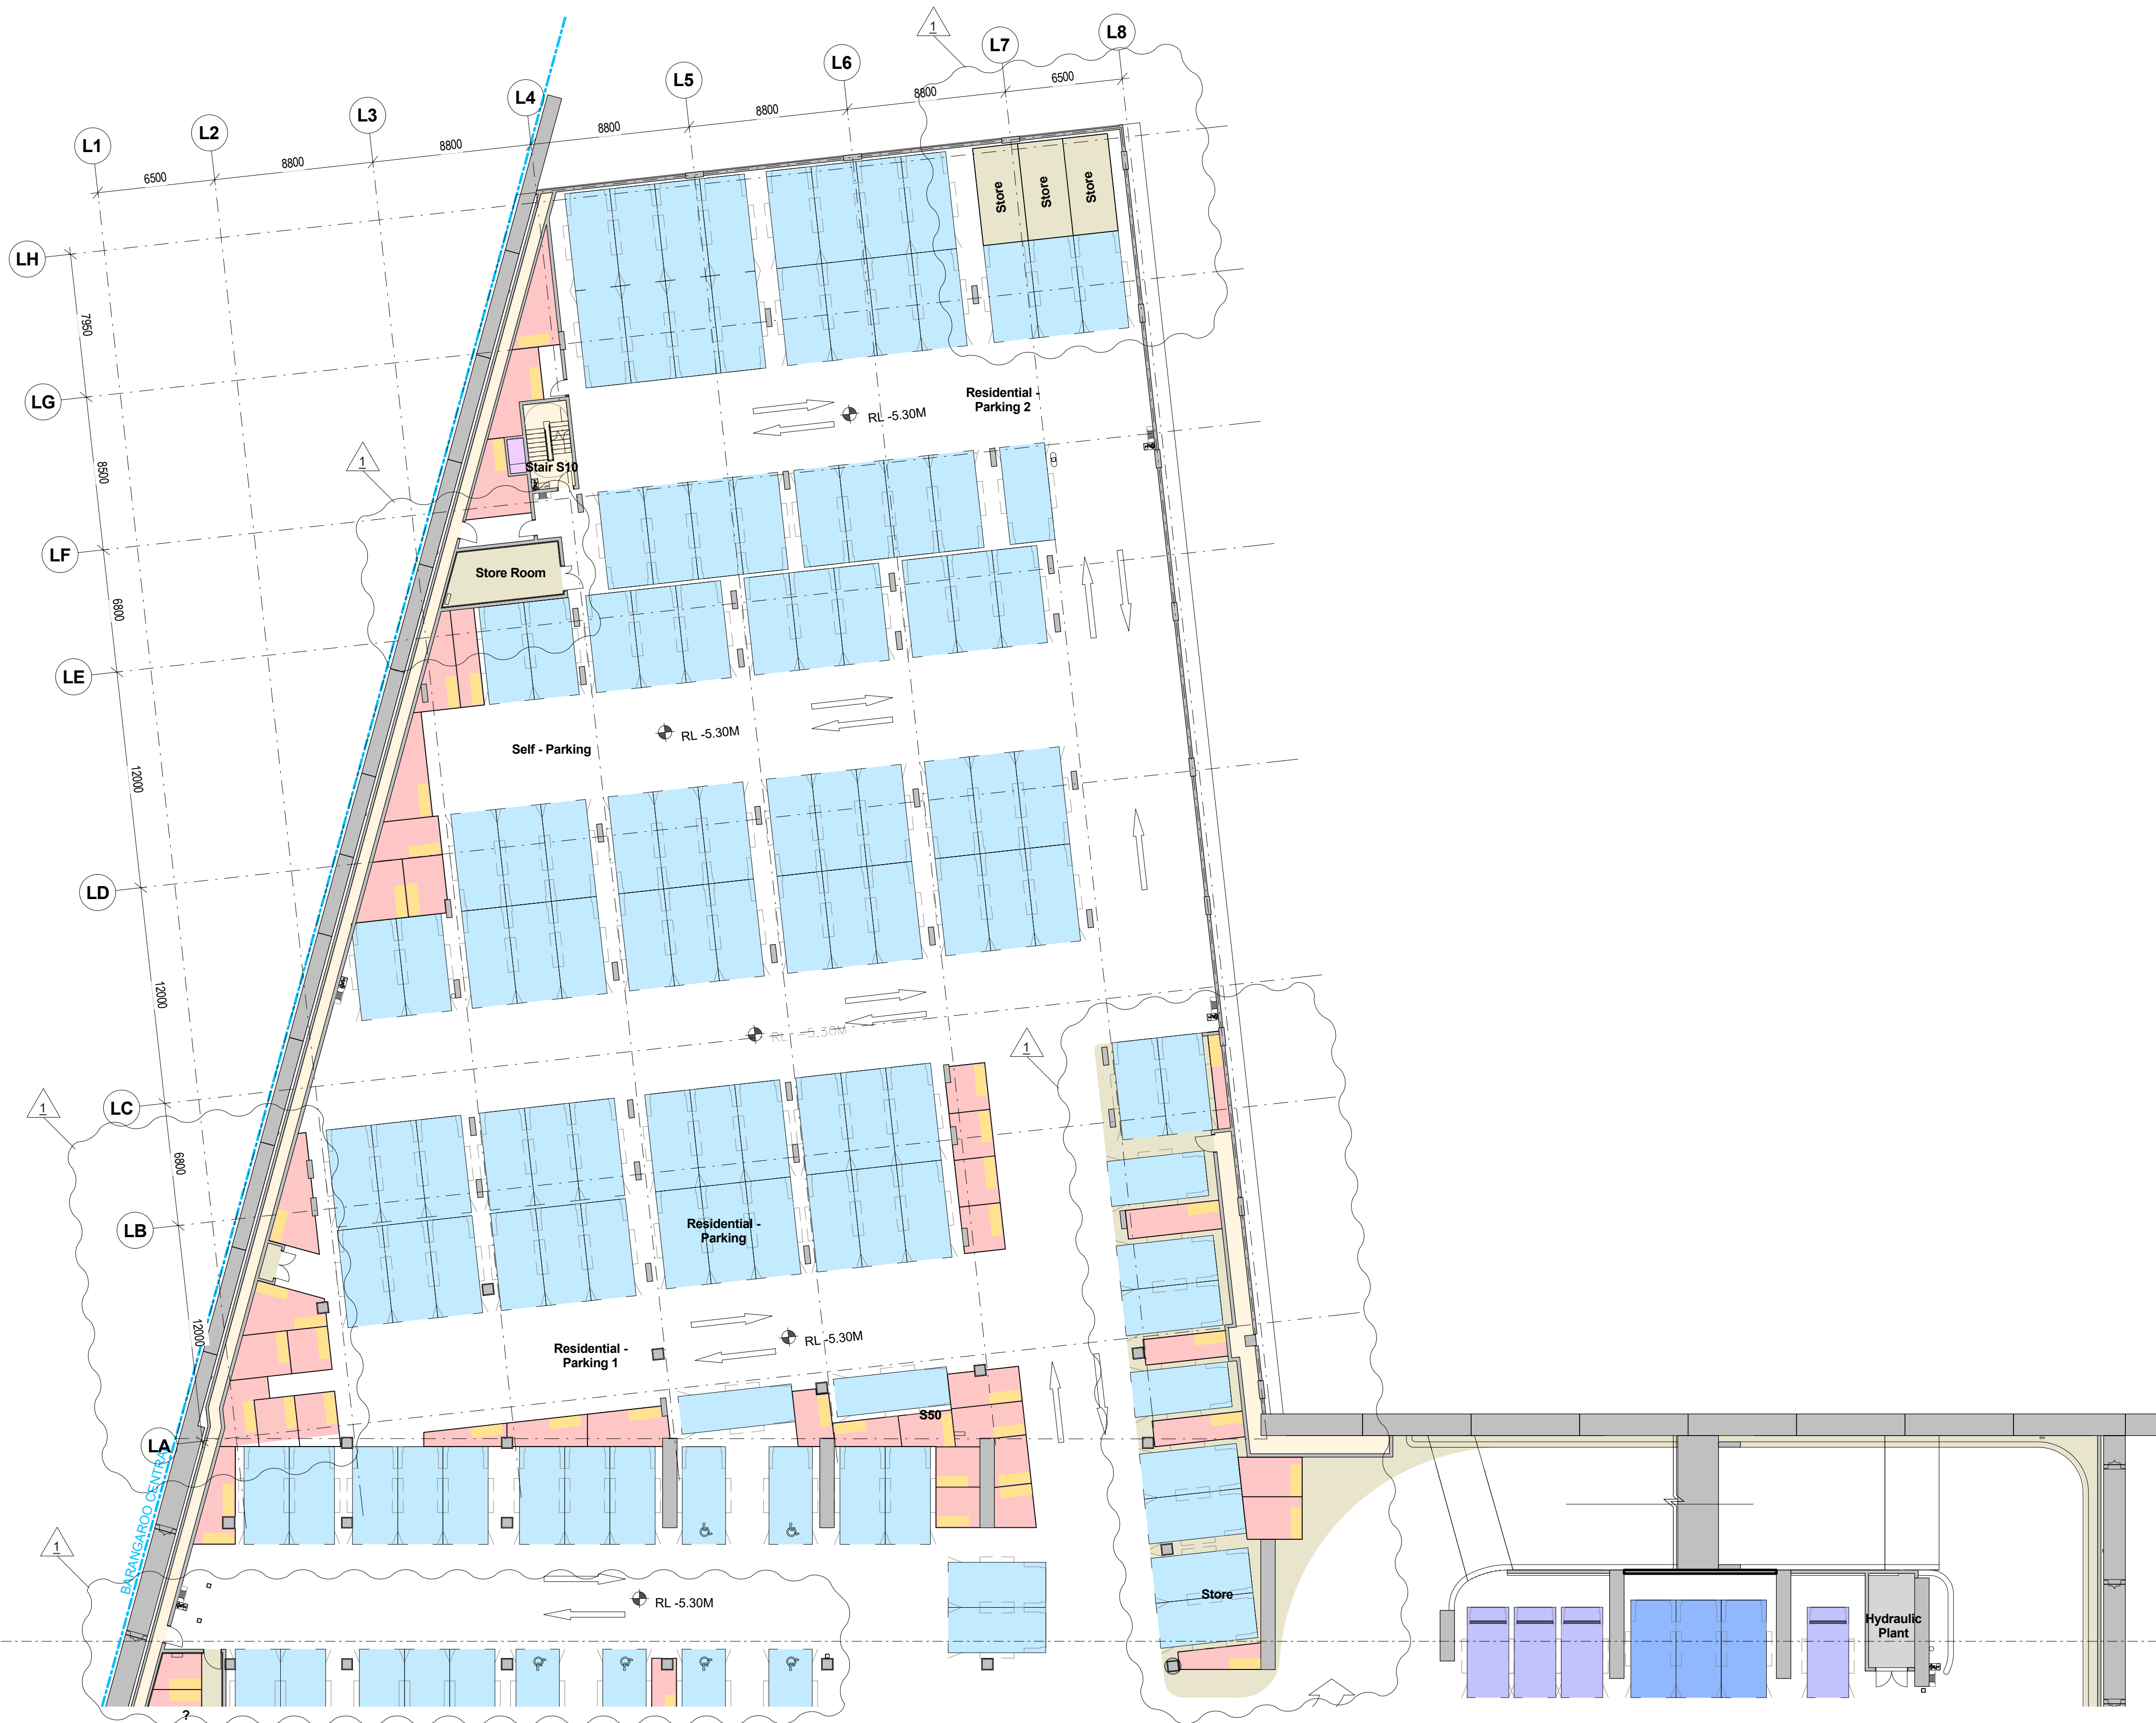 1
L8
L7
L6
L5
L4
L3
L2
L1
6500
8800
8800
8800
8800
8800
6500
LH
LG
LF
LE
LD
LC
LB
LA
7950
8500
6800
12000
12000
6800
12000
Store
Store
Store
Residential -
Parking 2
RL -5.30M
1
Stair S10
Store Room
Self - Parking
RL -5.30M
RL -5.30M
1
1
Residential -
Parking
Residential -
Parking 1
RL -5.30M
S50
BARANGAROO CENTRAL
1
RL -5.30M
Store
Hydraulic
Plant
?